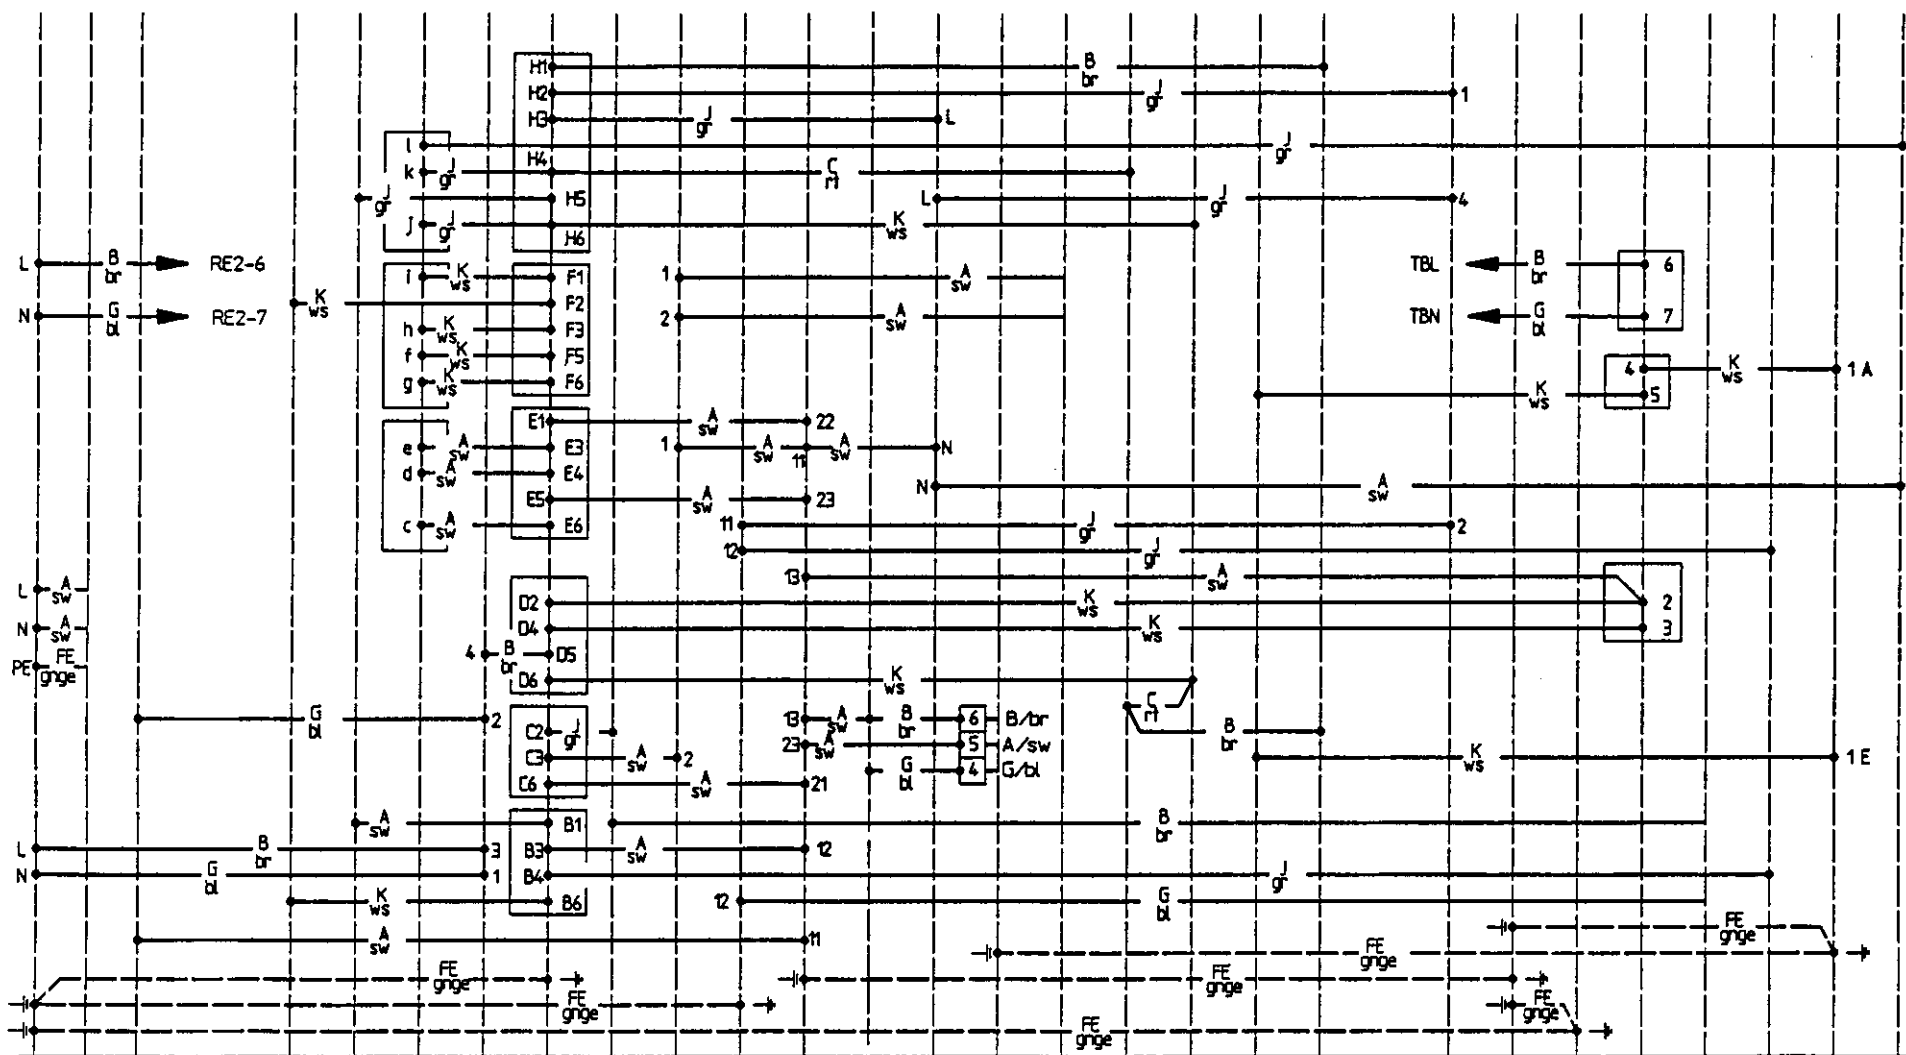 H1 B
br
H2 J
gr 1
H3 J
gr L
l J
gr
H4
k J
gr C
rt
J
gr H5 L J
gr 4
j J
gr H6 K
ws
L B
br RE2-6 TBL B
br 6
i K
ws F1 1 A
sw
K
ws F2
N G
bl RE2-7 2 A
sw TBN G
bl 7
h K
ws F3
f K
ws F5
g K
ws F6
4 K
ws 1A
K
ws 5
E1 A
sw 22
e A
sw E3 1 A
sw 11 A
sw N
d A
sw E4
N A
sw
E5 A
sw 23
c A
sw E6 11 J
gr 2
12 J
gr
13 A
sw
L A
sw
D2 K
ws 2
N A
sw D4 K
ws 3
4 B
br D5
PE FE
gnge
D6 K
ws
C
rt
G
bl 2 13 A
sw B
br 6 B/br
C2 J
gr B
br
23 A
sw 5 A/sw
C3 A
sw 2 K
ws 1E
G
bl 4 G/bl
C6 A
sw 21
A
sw B1 B
br
L B
br 3 B3 A
sw 12
N G
bl 1 B4 J
gr
K
ws B6 12 G
bl
FE
gnge
A
sw 11
FE
gnge
FE
gnge FE
gnge
FE
gnge FE
gnge
FE
gnge